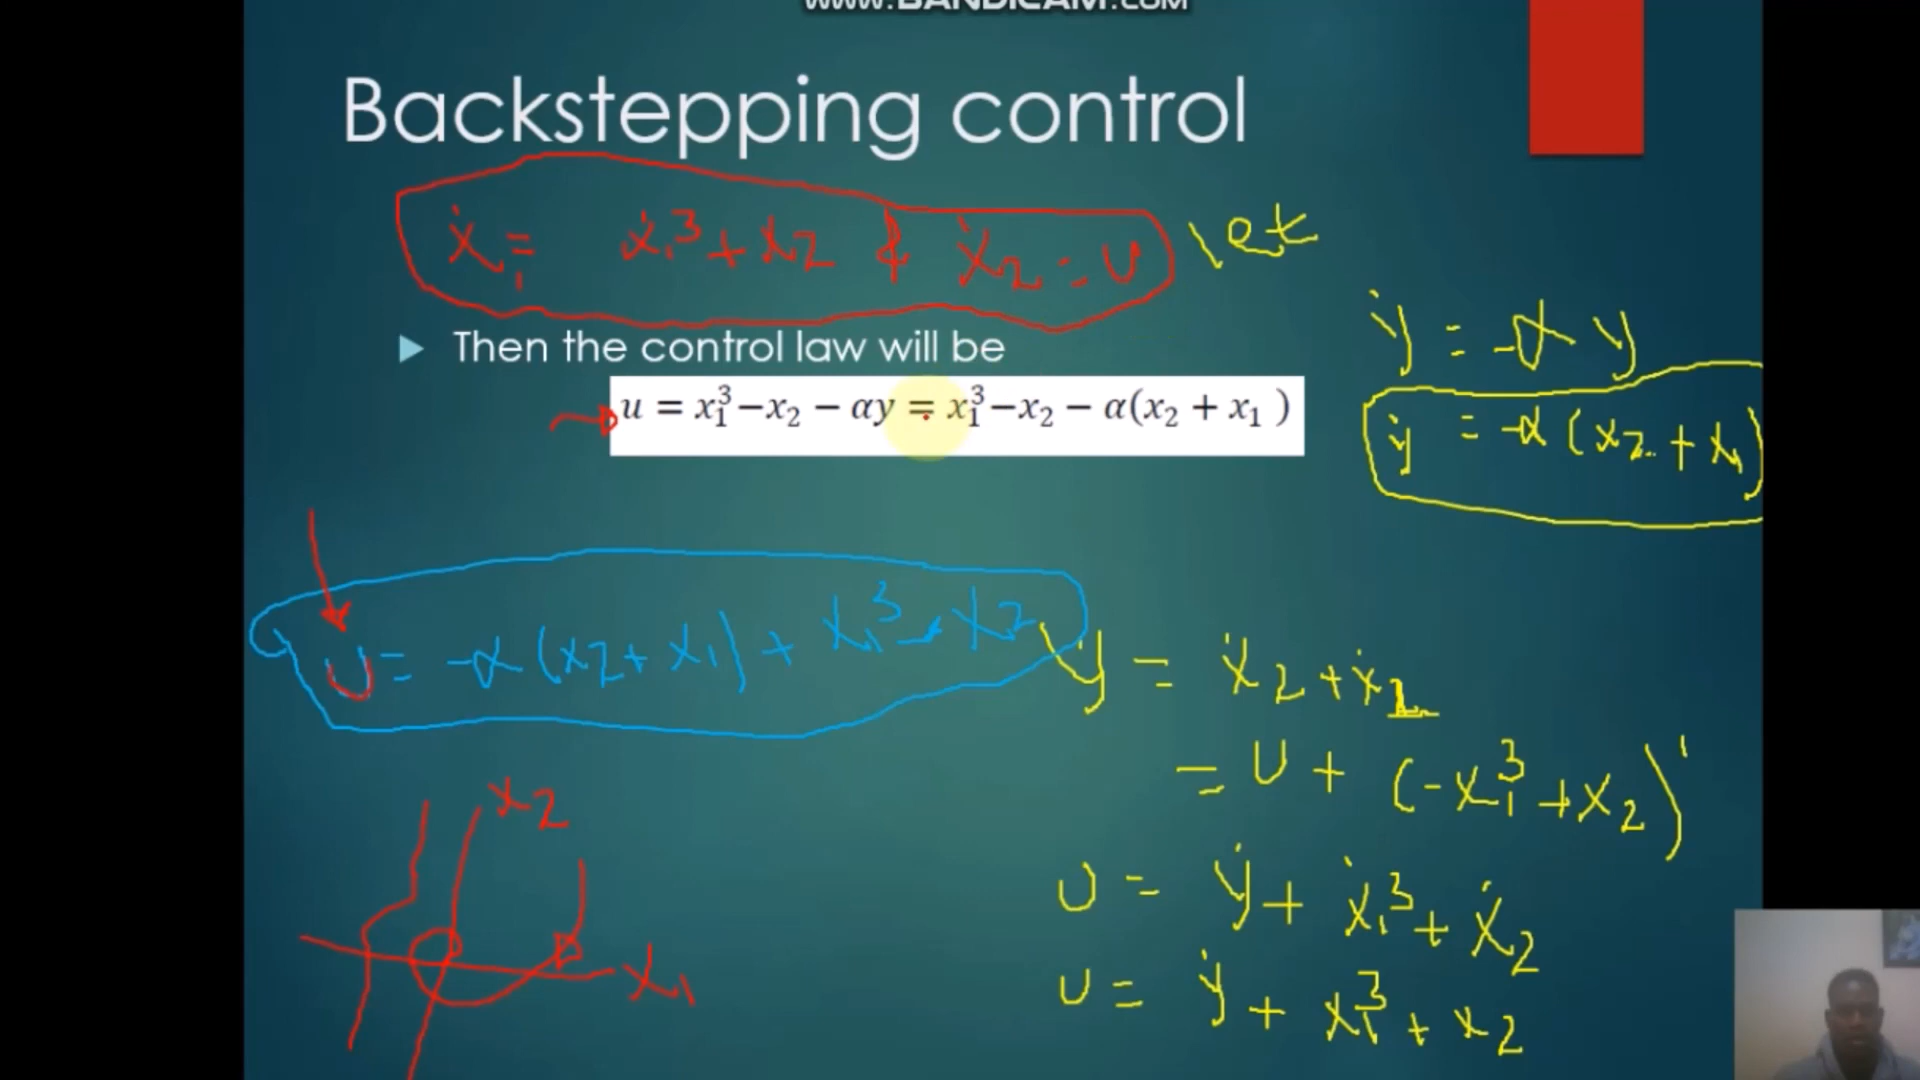 www.BANDICAM.com
Backstepping control
ẋ₁ = x₁³ + x₂ & ẋ₂ = u
let
ẏ = -α y
Then the control law will be
u = x₁³ − x₂ − αy = x₁³ − x₂ − α(x₂ + x₁ )
ẏ = -α (x₂ + x₁)
u = -α (x₂ + x₁) + x₁³ - x₂
y = ẋ₂ + ẋ₁
= u + (-x₁³ + x₂)
u = ẏ + ẋ₁³ + ẋ₂
u = ẏ + x₁³ + x₂
x₂
x₁